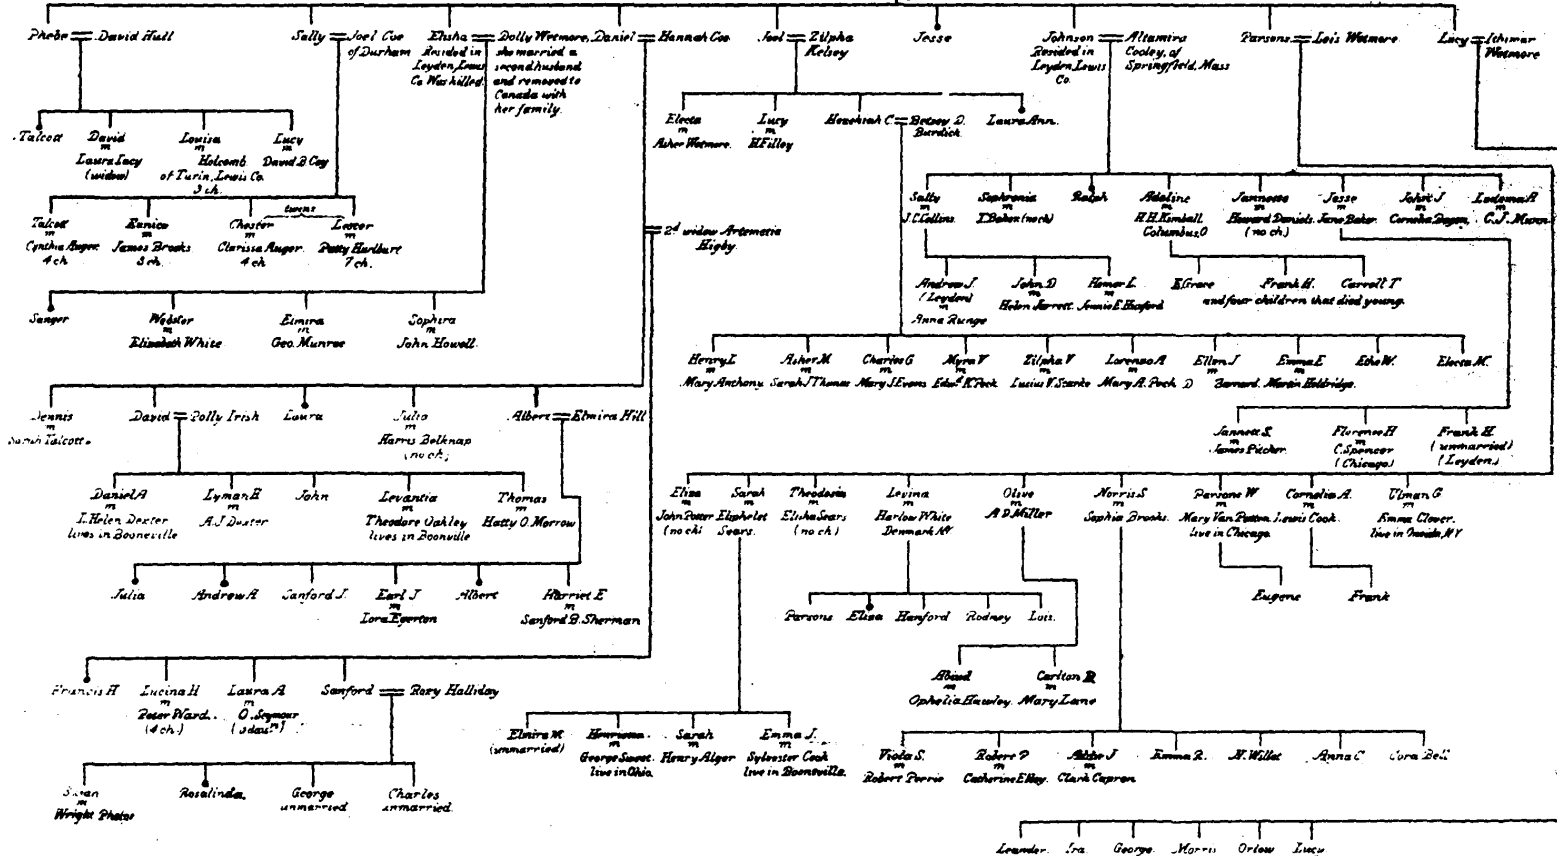 Phebe = David Hull
Sally = Joel Coe
of Durham
Elisha = Dolly Wetmore,
Resided in
Leyden, Lewis
Co. Was killed.
she married a
second husband
and removed to
Canada with
her family.
Daniel = Hannah Coe
Joel = Zilpha
Kelsey
Jesse
Johnson = Altamira
Resided in
Leyden, Lewis
Co.
Cooley, of
Springfield, Mass
Parsons = Lois Wetmore
Lucy = Ithimar
Wetmore
Talcott
David
m
Laura Lucy
(widow)
Louisa
m
Holcomb
of Turin, Lewis Co.
3 ch.
Lucy
m
David B Coy
Electa
m
Asher Wetmore.
Lucy
m
H. Filley
Hezekiah C. = Betsey D.
Burdick
Laura Ann.
Talcott
m
Cynthia Auger
4 ch
Eunice
m
James Brooks
3 ch.
twins
Chester
m
Clarissa Auger.
4 ch
Lester
m
Patty Hurlburt
7 ch.
2d widow Artemetia
Higby.
Sally
m
J. C. Collins.
Sophronia
m
T. Baker (no ch)
Ralph
Adaline
m
H. H. Kimball
Columbus, O
Jannette
m
Howard Daniels.
(no ch)
Jesse
m
Jane Baker.
John J
m
Cornelia
Ludema A
m
C. J.
Andrew J.
(Leyden)
m
Anna Runge
John D
m
Helen Jarrett.
Homer L.
m
Jennie E.
E. Grace
Frank H.
Carroll T
and four children that died young.
Sanger
Webster
m
Elizabeth White.
Elmira
m
Geo. Munroe
Sophira
m
John Howell.
Henry L
m
Mary Anthony.
Asher M
m
Sarah J Thomas
Charles G
m
Mary J. Evans
Myra V
m
Edwd K. Peck
Zilpha V
m
Lucius V.
Lorenzo A
m
Mary A. Peck
Ellen J
m
D Barnard.
Emma E
m
Martin Holdridge.
Etho W.
Electa M.
Dennis
m
Sarah Talcott.
David = Polly Irish
Laura
Julia
m
Harris Belknap
(no ch)
Albert = Elmira Hill
Jannett S.
m
James Pitcher.
Florence H
m
C. Spencer
(Chicago)
Frank H.
(unmarried)
(Leyden.)
Daniel A
m
I. Helen Dexter
lives in Booneville
Lyman H
m
A. J Dexter
John
Levantia
m
Theodore Oakley
lives in Boonville
Thomas
m
Hatty O. Morrow
Eliza
m
John Potter
(no ch)
Sarah
m
Eliphelet
Sears.
Theodosia
m
Elisha Sears
(no ch)
Levina
m
Harlow White
Denmark NY
Olive
m
A. D. Miller
Norris S
m
Sophia Brooks.
Parsons W
m
Mary Van Patten
live in Chicago.
Cornelia A.
m
Lewis Cook.
Ulman G
m
Emma Clover.
live in Oneida, NY
Julia
Andrew A
Sanford J.
Earl J
m
Lora Egerton
Albert
Harriet E
m
Sanford B. Sherman
Parsons
Eliza
Hanford
Rodney
Lois.
Eugene
Frank
Francis H
Lucina H
m
Peter Ward.
(4 ch.)
Laura A
m
O. Seymour
Sanford = Roxy Halliday
m
Ophelia Hawley.
Carlton R
m
Mary Lane
Elmira M
(unmarried)
Henrietta
m
George Sweet.
live in Ohio.
Sarah
m
Henry Alger
Emma J.
m
Sylvester Cook
live in Booneville.
Viola S.
m
Robert Perrie
Robert P
m
Catherine E
Addie J
m
Clark Capron
Emma R.
N. Willet
Anna C
Cora Bell
Susan
m
Wright
Rosalinda.
George
unmarried
Charles
unmarried.
Leander.
Ira.
George.
Morris
Orlow
Lucy